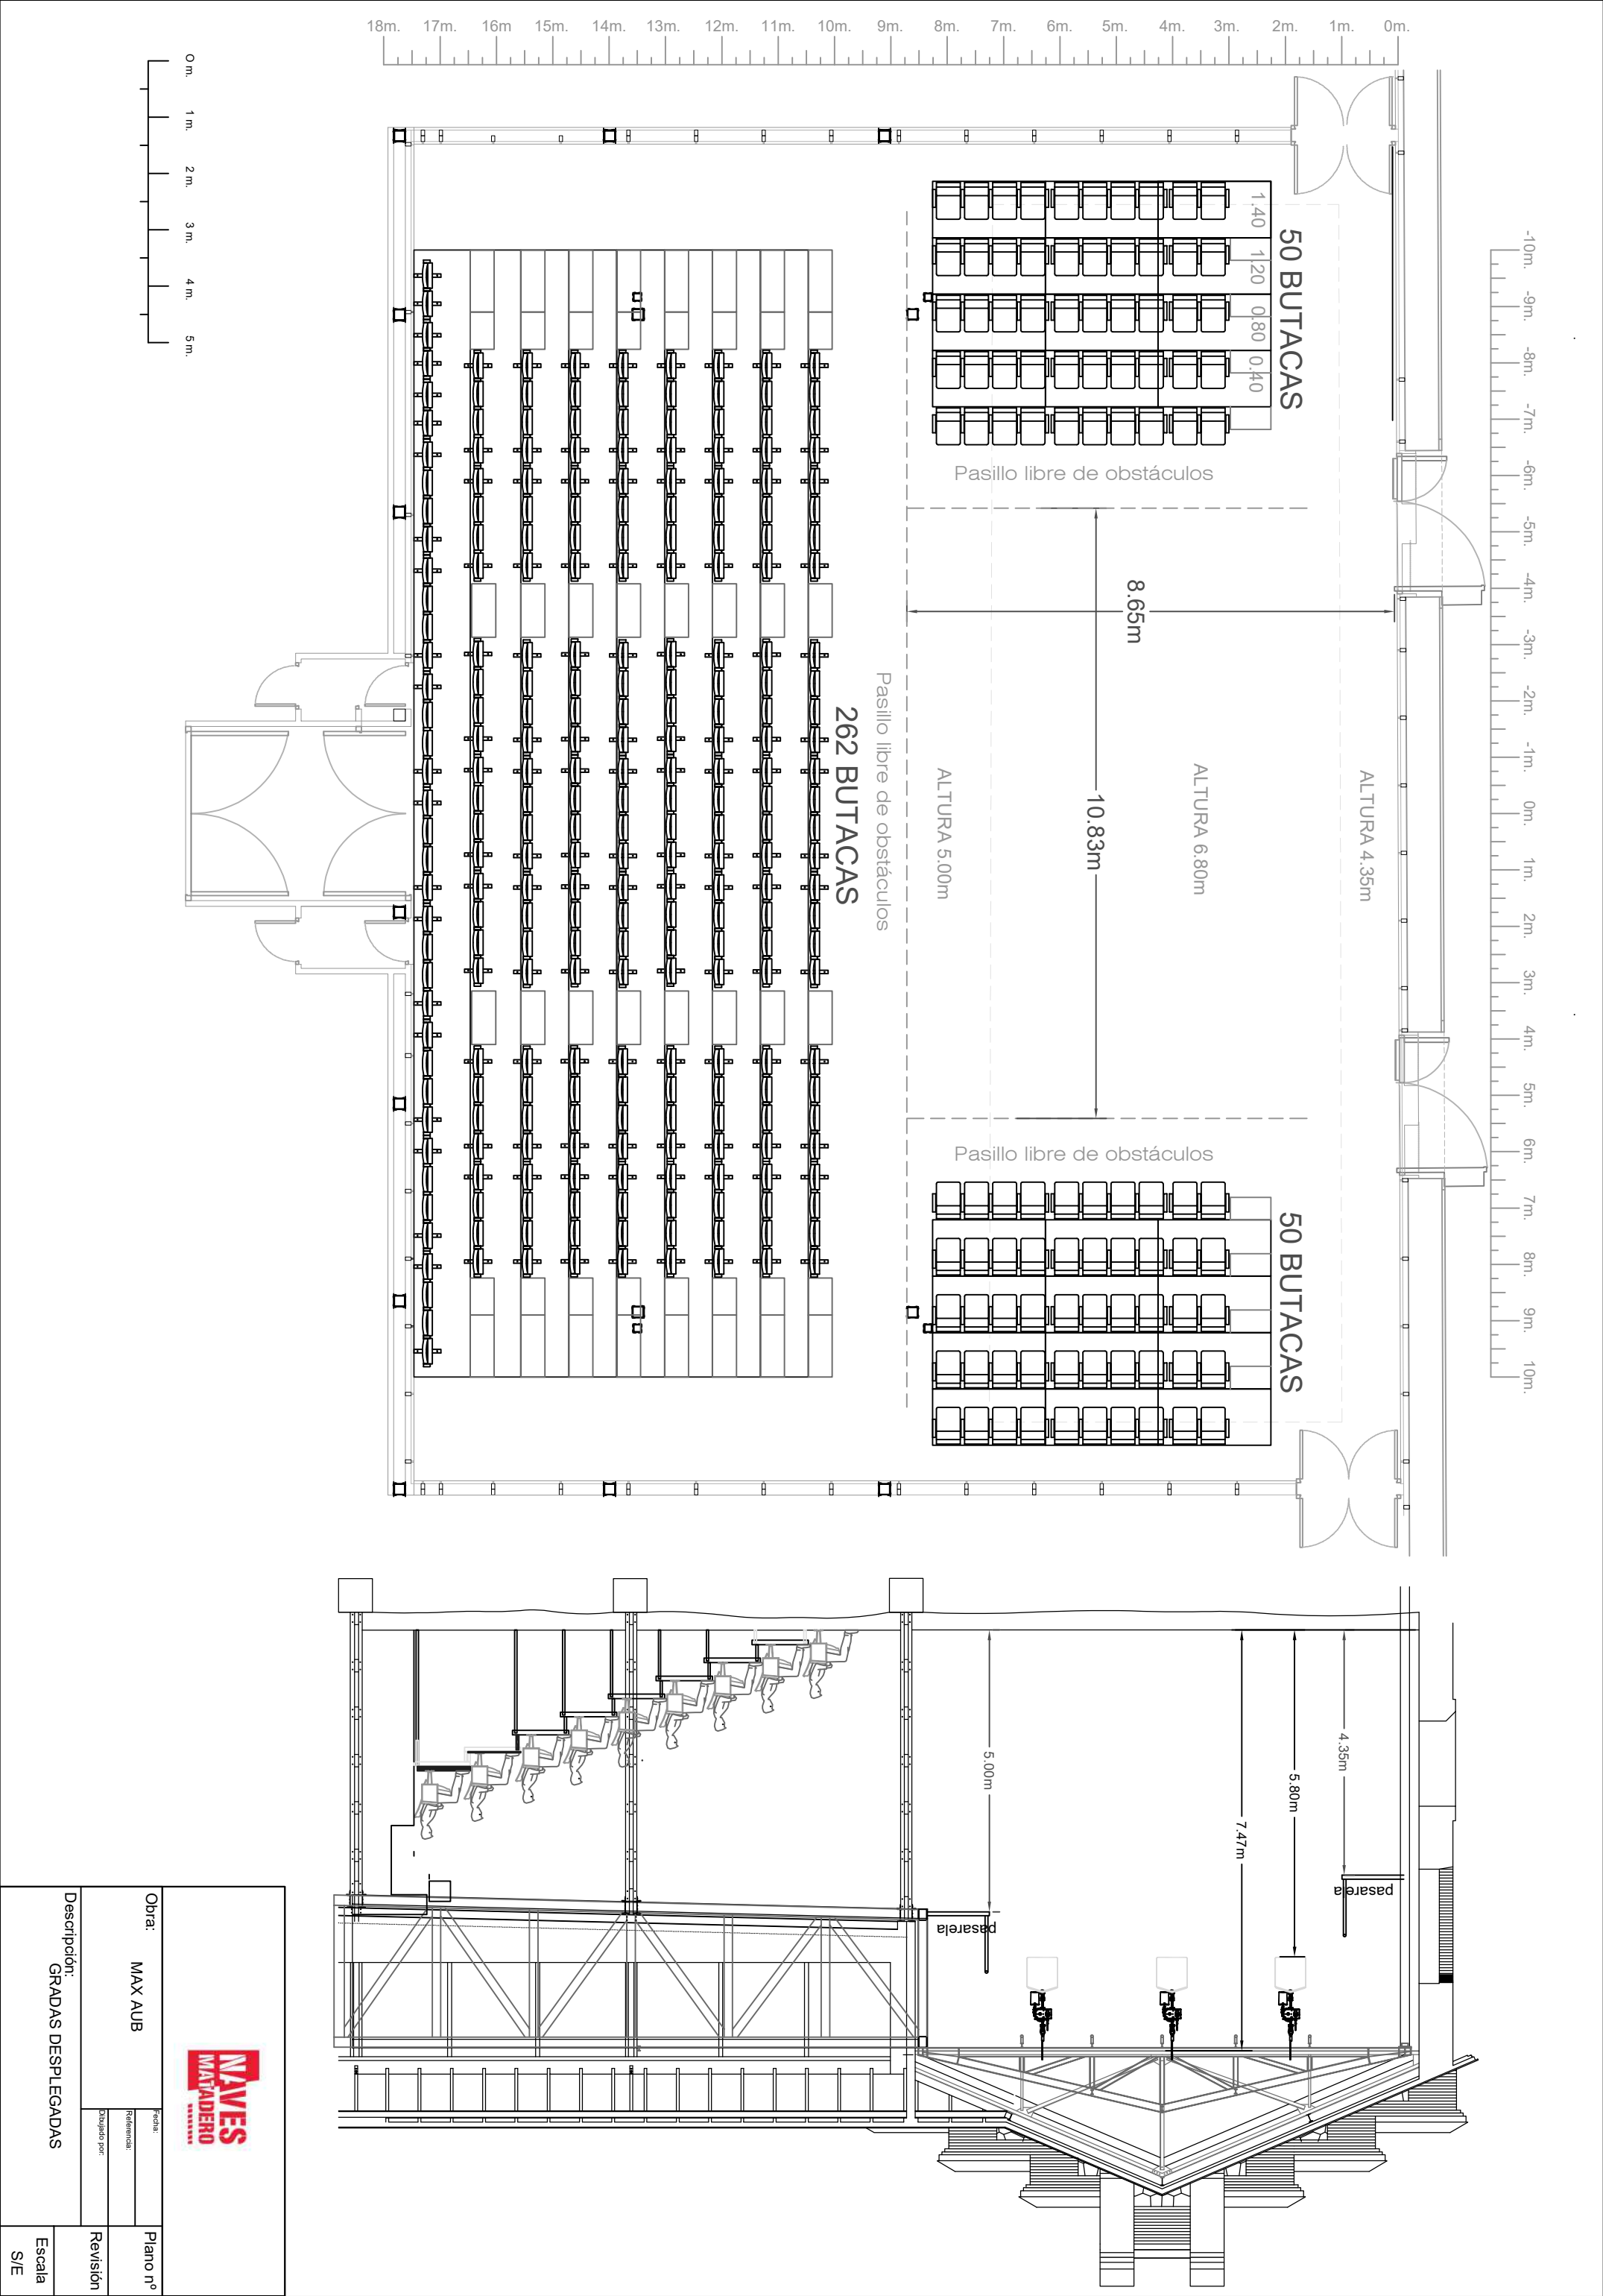 18m.
17m.
16m
15m.
14m.
13m.
12m.
11m.
10m.
9m.
8m.
7m.
6m.
5m.
4m.
3m.
2m.
1m.
0m.
O m.
1 m.
2 m.
3 m.
4 m.
5 m.
-10m.
-9m.
-8m.
-7m.
-6m.
-5m.
-4m.
-3m.
-2m.
-1m.
0m.
1m.
2m.
3m.
4m.
5m.
6m.
7m.
8m.
9m.
10m.
50 BUTACAS
1.40
1.20
0.80
0.40
Pasillo libre de obstáculos
8.65m
10.83m
Pasillo libre de obstáculos
262 BUTACAS
ALTURA 5.00m
ALTURA 6.80m
ALTURA 4.35m
Pasillo libre de obstáculos
50 BUTACAS
5.00m
7.47m
5.80m
4.35m
pasarela
pasarela
NAVES
MATADERO
Obra:
MAX AUB
Fecha:
Referencia:
Dibujado por:
Descripción:
GRADAS DESPLEGADAS
Plano nº
Revisión
Escala
S/E